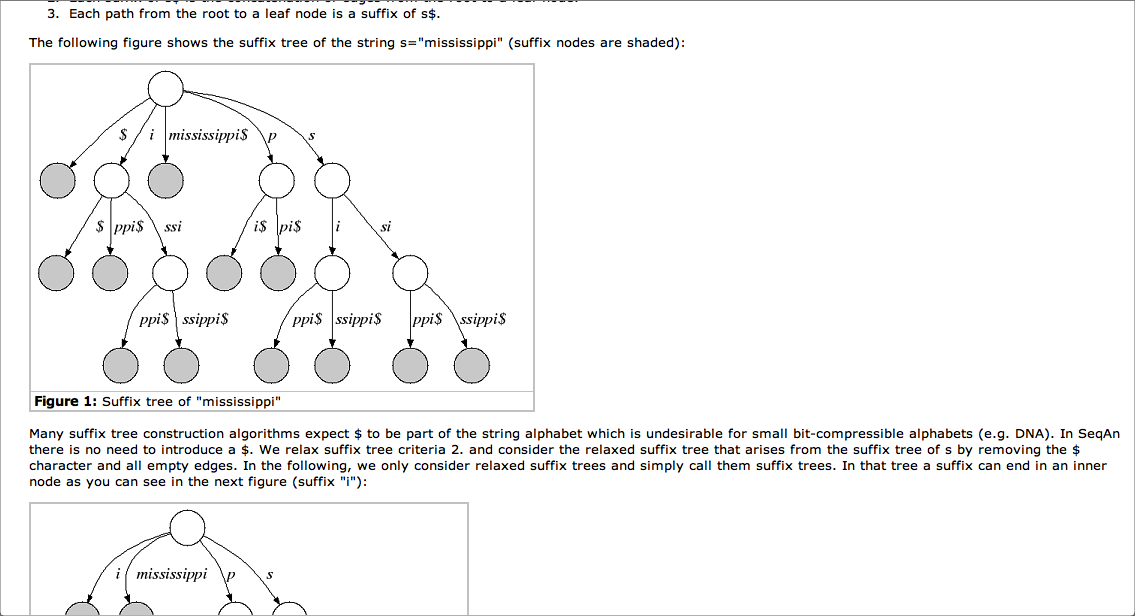 3. Each path from the root to a leaf node is a suffix of s$.
The following figure shows the suffix tree of the string s="mississippi" (suffix nodes are shaded):
$ i mississippi$ p s
$ ppi$ ssi i$ pi$ i si
ppi$ ssippi$ ppi$ ssippi$ ppi$ ssippi$
Figure 1: Suffix tree of "mississippi"
Many suffix tree construction algorithms expect $ to be part of the string alphabet which is undesirable for small bit-compressible alphabets (e.g. DNA). In SeqAn
there is no need to introduce a $. We relax suffix tree criteria 2. and consider the relaxed suffix tree that arises from the suffix tree of s by removing the $
character and all empty edges. In the following, we only consider relaxed suffix trees and simply call them suffix trees. In that tree a suffix can end in an inner
node as you can see in the next figure (suffix "i"):
i mississippi p s